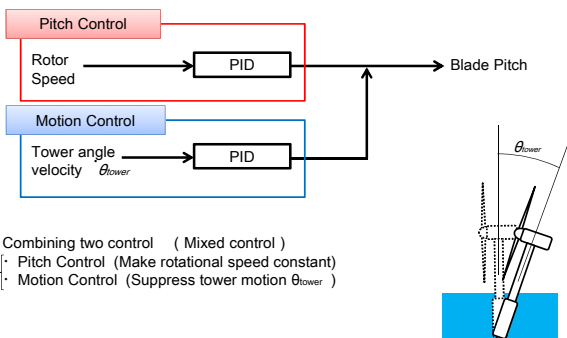 Pitch Control
Rotor
Speed
PID
Blade Pitch
Motion Control
Tower angle
velocity θ̇tower
PID
θtower
Combining two control ( Mixed control )
・ Pitch Control (Make rotational speed constant)
・ Motion Control (Suppress tower motion θtower )